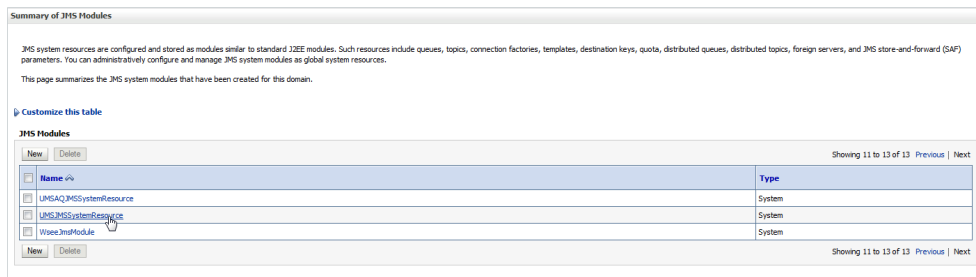 Summary of JMS Modules
JMS system resources are configured and stored as modules similar to standard J2EE modules. Such resources include queues, topics, connection factories, templates, destination keys, quota, distributed queues, distributed topics, foreign servers, and JMS store-and-forward (SAF)
parameters. You can administratively configure and manage JMS system modules as global system resources.
This page summarizes the JMS system modules that have been created for this domain.
Customize this table
JMS Modules
New Delete Showing 11 to 13 of 13 Previous | Next
Name Type
UMSAQJMSSystemResource System
UMSJMSSystemResource System
WseeJmsModule System
New Delete Showing 11 to 13 of 13 Previous | Next